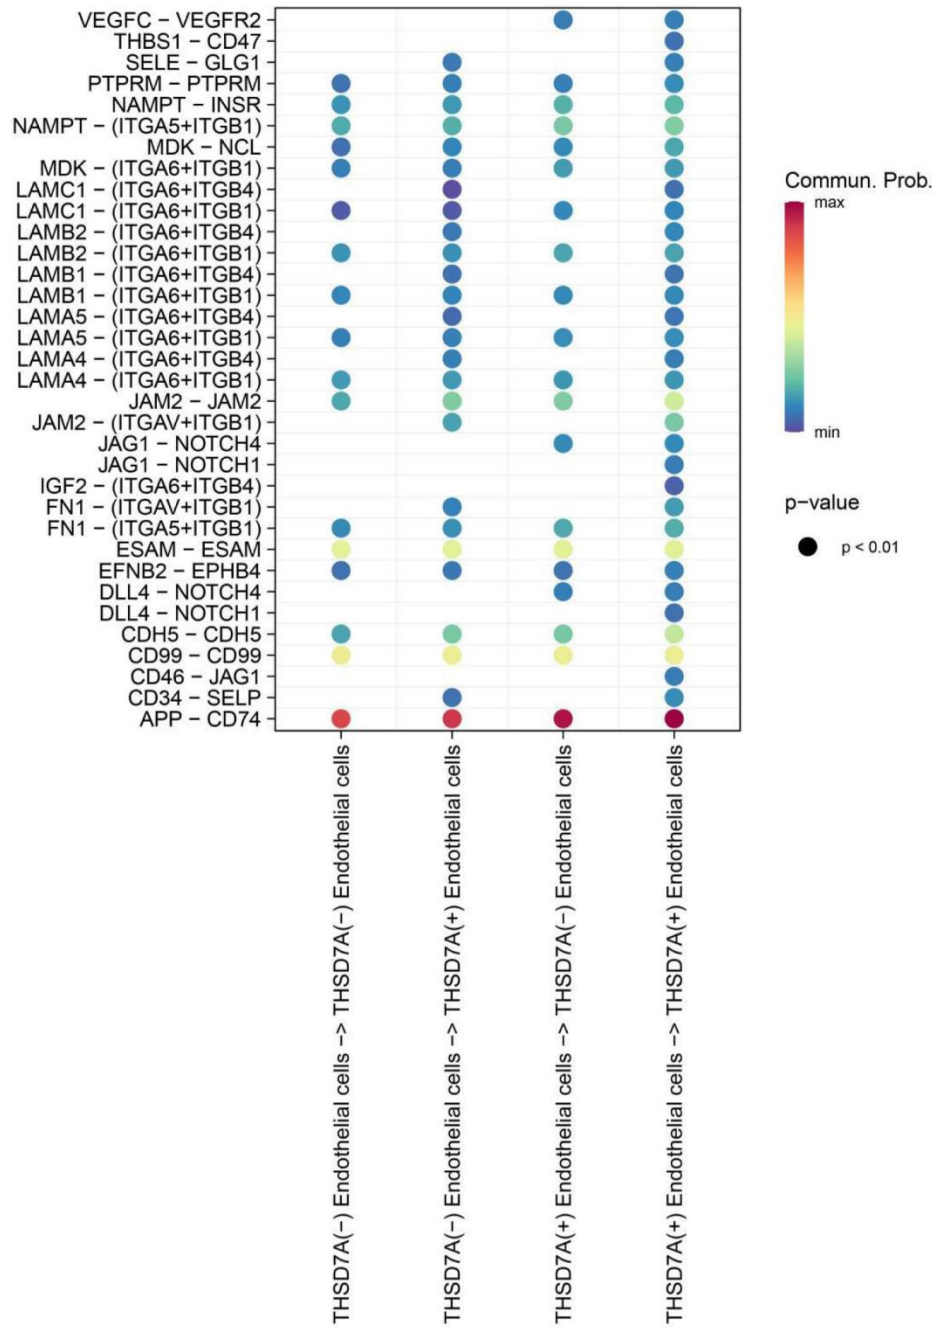 VEGFC − VEGFR2
THBS1 − CD47
SELE − GLG1
PTPRM − PTPRM
NAMPT − INSR
NAMPT − (ITGA5+ITGB1)
MDK − NCL
MDK − (ITGA6+ITGB1)
LAMC1 − (ITGA6+ITGB4)
LAMC1 − (ITGA6+ITGB1)
LAMB2 − (ITGA6+ITGB4)
LAMB2 − (ITGA6+ITGB1)
LAMB1 − (ITGA6+ITGB4)
LAMB1 − (ITGA6+ITGB1)
LAMA5 − (ITGA6+ITGB4)
LAMA5 − (ITGA6+ITGB1)
LAMA4 − (ITGA6+ITGB4)
LAMA4 − (ITGA6+ITGB1)
JAM2 − JAM2
JAM2 − (ITGAV+ITGB1)
JAG1 − NOTCH4
JAG1 − NOTCH1
IGF2 − (ITGA6+ITGB4)
FN1 − (ITGAV+ITGB1)
FN1 − (ITGA5+ITGB1)
ESAM − ESAM
EFNB2 − EPHB4
DLL4 − NOTCH4
DLL4 − NOTCH1
CDH5 − CDH5
CD99 − CD99
CD46 − JAG1
CD34 − SELP
APP − CD74
THSD7A(−) Endothelial cells −> THSD7A(−) Endothelial cells
THSD7A(−) Endothelial cells −> THSD7A(+) Endothelial cells
THSD7A(+) Endothelial cells −> THSD7A(−) Endothelial cells
THSD7A(+) Endothelial cells −> THSD7A(+) Endothelial cells
Commun. Prob.
max
min
p−value
p < 0.01